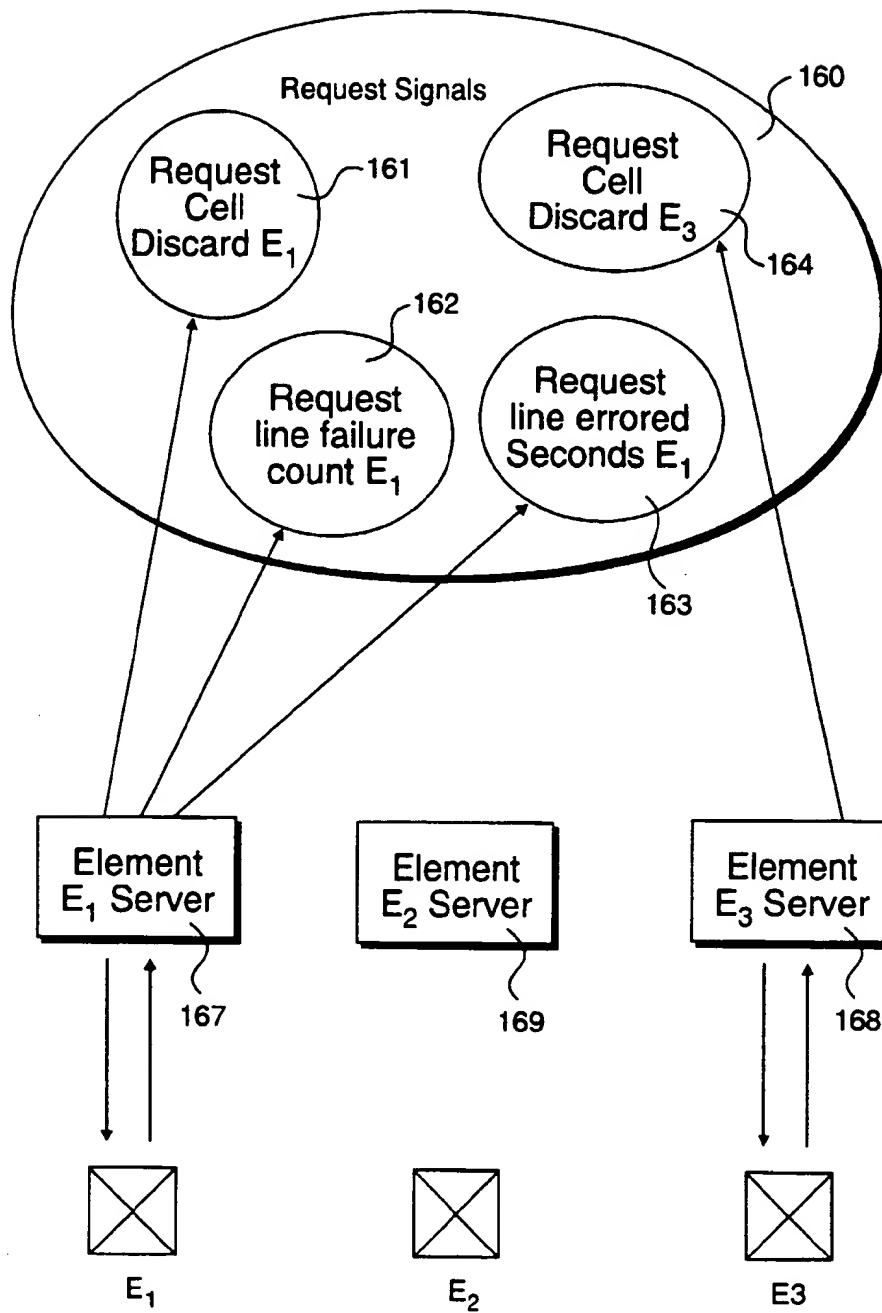 Request Signals
160
Request
Cell
Discard E₁
161
Request
Cell
Discard E₃
164
162
Request
line failure
count E₁
Request
line errored
Seconds E₁
163
Element
E₁ Server
167
Element
E₂ Server
169
Element
E₃ Server
168
E₁
E₂
E3